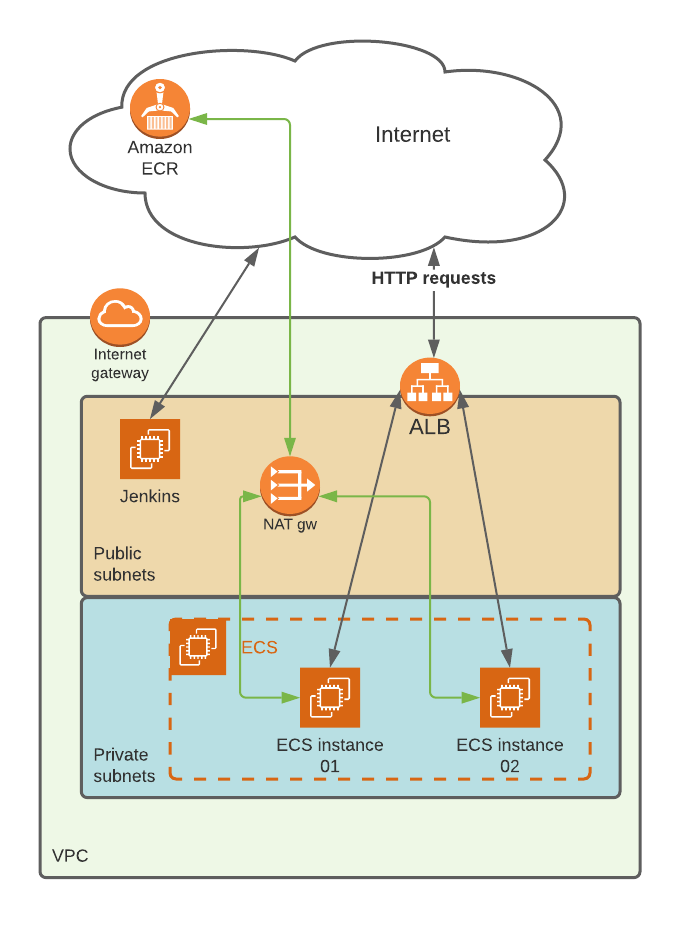 Internet
Amazon
ECR
HTTP requests
Internet
gateway
ALB
Jenkins
NAT gw
Public
subnets
ECS
ECS instance
01
ECS instance
02
Private
subnets
VPC